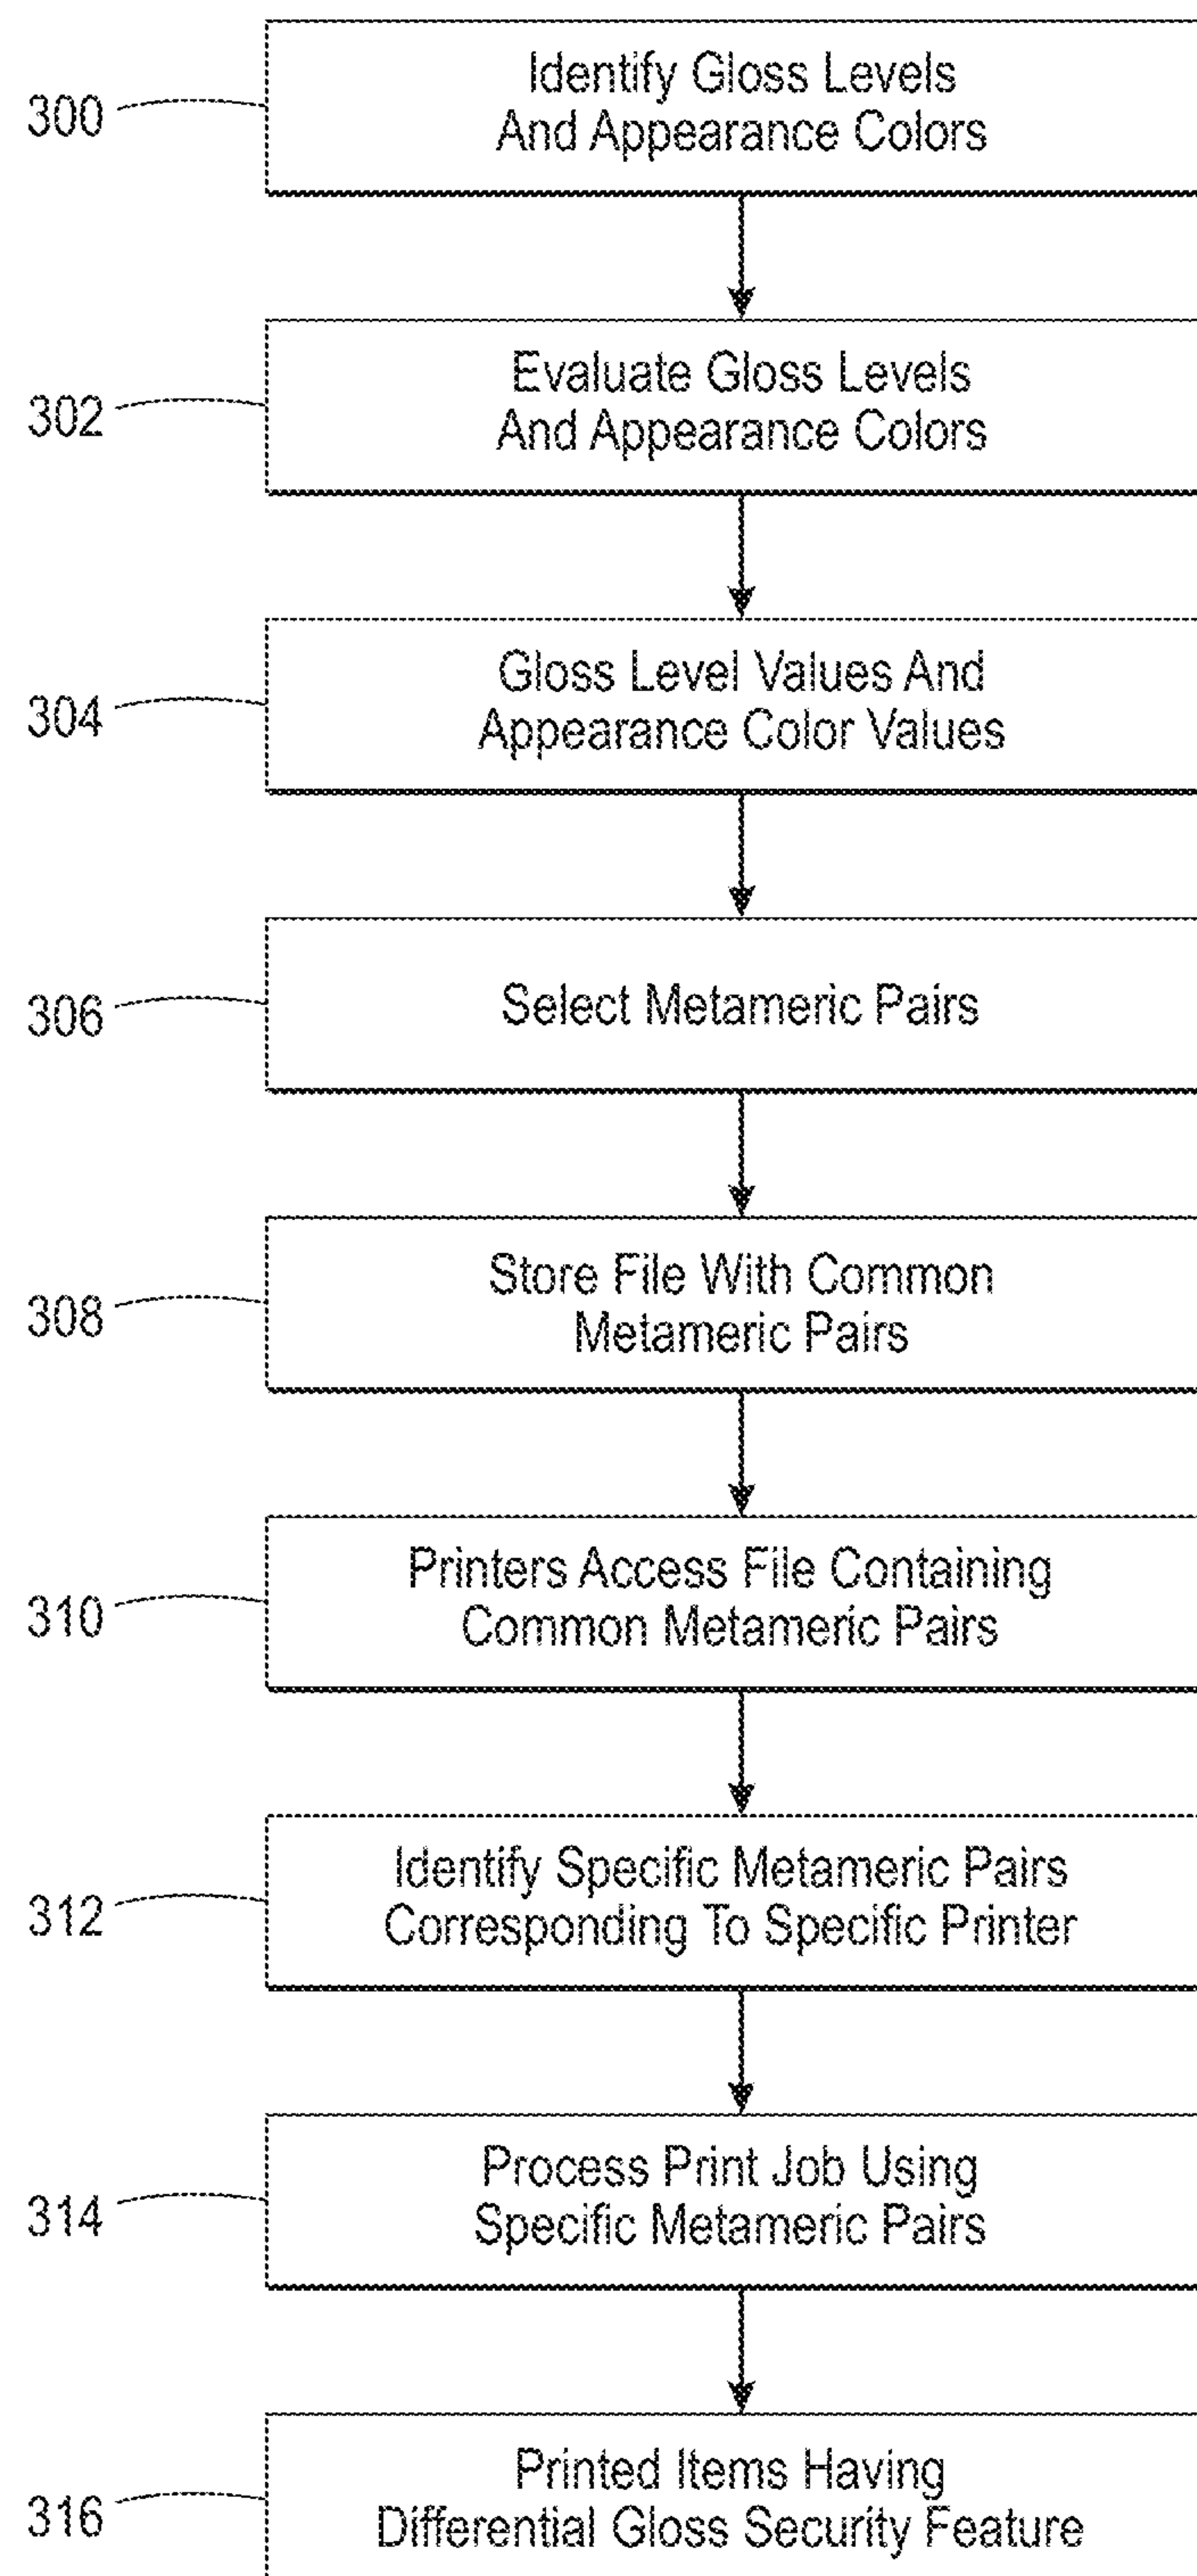 300
Identify Gloss Levels
And Appearance Colors
302
Evaluate Gloss Levels
And Appearance Colors
304
Gloss Level Values And
Appearance Color Values
306
Select Metameric Pairs
308
Store File With Common
Metameric Pairs
310
Printers Access File Containing
Common Metameric Pairs
312
Identify Specific Metameric Pairs
Corresponding To Specific Printer
314
Process Print Job Using
Specific Metameric Pairs
316
Printed Items Having
Differential Gloss Security Feature